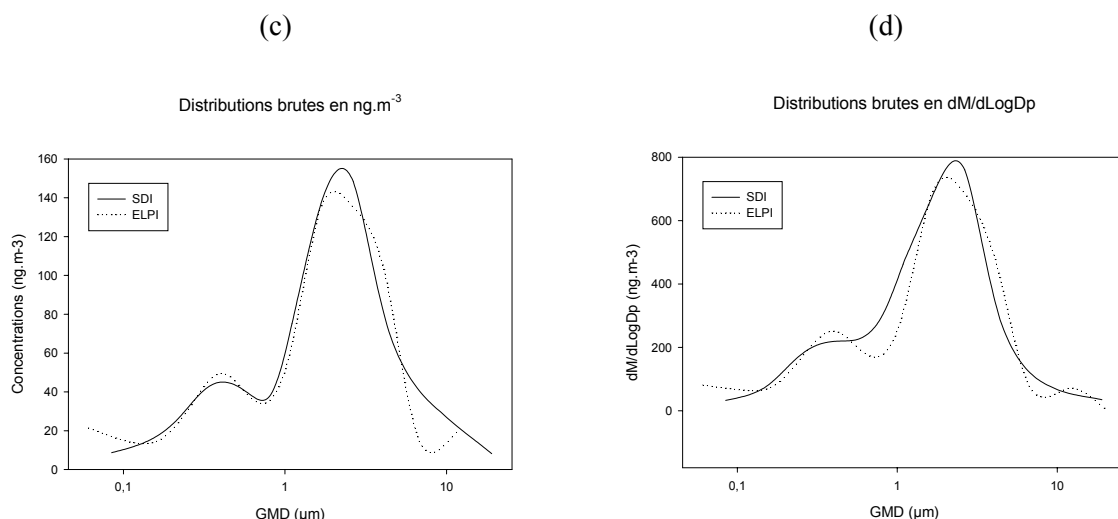 (c)
(d)
Distributions brutes en ng.m-3
Concentrations (ng.m-3)
160
140
120
100
80
60
40
20
0
SDI
ELPI
0,1
1
10
GMD (µm)
Distributions brutes en dM/dLogDp
dM/dLogDp (ng.m-3)
800
600
400
200
0
SDI
ELPI
0,1
1
10
GMD (µm)